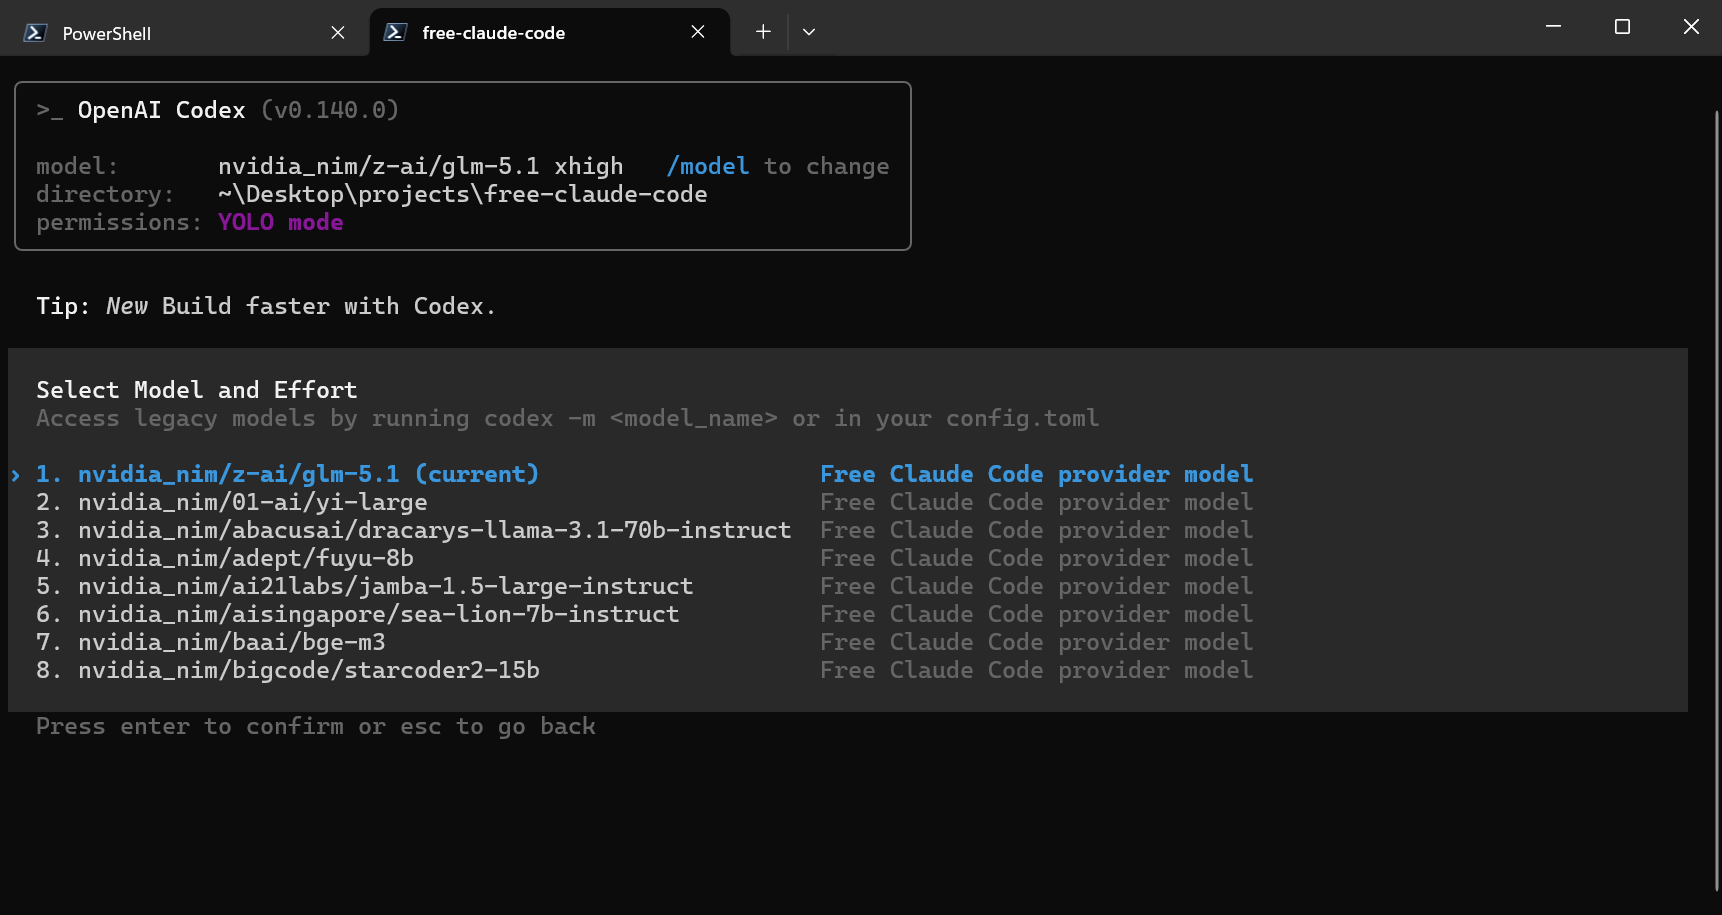 PowerShell
free-claude-code
>_ OpenAI Codex (v0.140.0)
model: nvidia_nim/z-ai/glm-5.1 xhigh /model to change
directory: ~\Desktop\projects\free-claude-code
permissions: YOLO mode
Tip: New Build faster with Codex.
Select Model and Effort
Access legacy models by running codex -m <model_name> or in your config.toml
› 1. nvidia_nim/z-ai/glm-5.1 (current) Free Claude Code provider model
2. nvidia_nim/01-ai/yi-large Free Claude Code provider model
3. nvidia_nim/abacusai/dracarys-llama-3.1-70b-instruct Free Claude Code provider model
4. nvidia_nim/adept/fuyu-8b Free Claude Code provider model
5. nvidia_nim/ai21labs/jamba-1.5-large-instruct Free Claude Code provider model
6. nvidia_nim/aisingapore/sea-lion-7b-instruct Free Claude Code provider model
7. nvidia_nim/baai/bge-m3 Free Claude Code provider model
8. nvidia_nim/bigcode/starcoder2-15b Free Claude Code provider model
Press enter to confirm or esc to go back